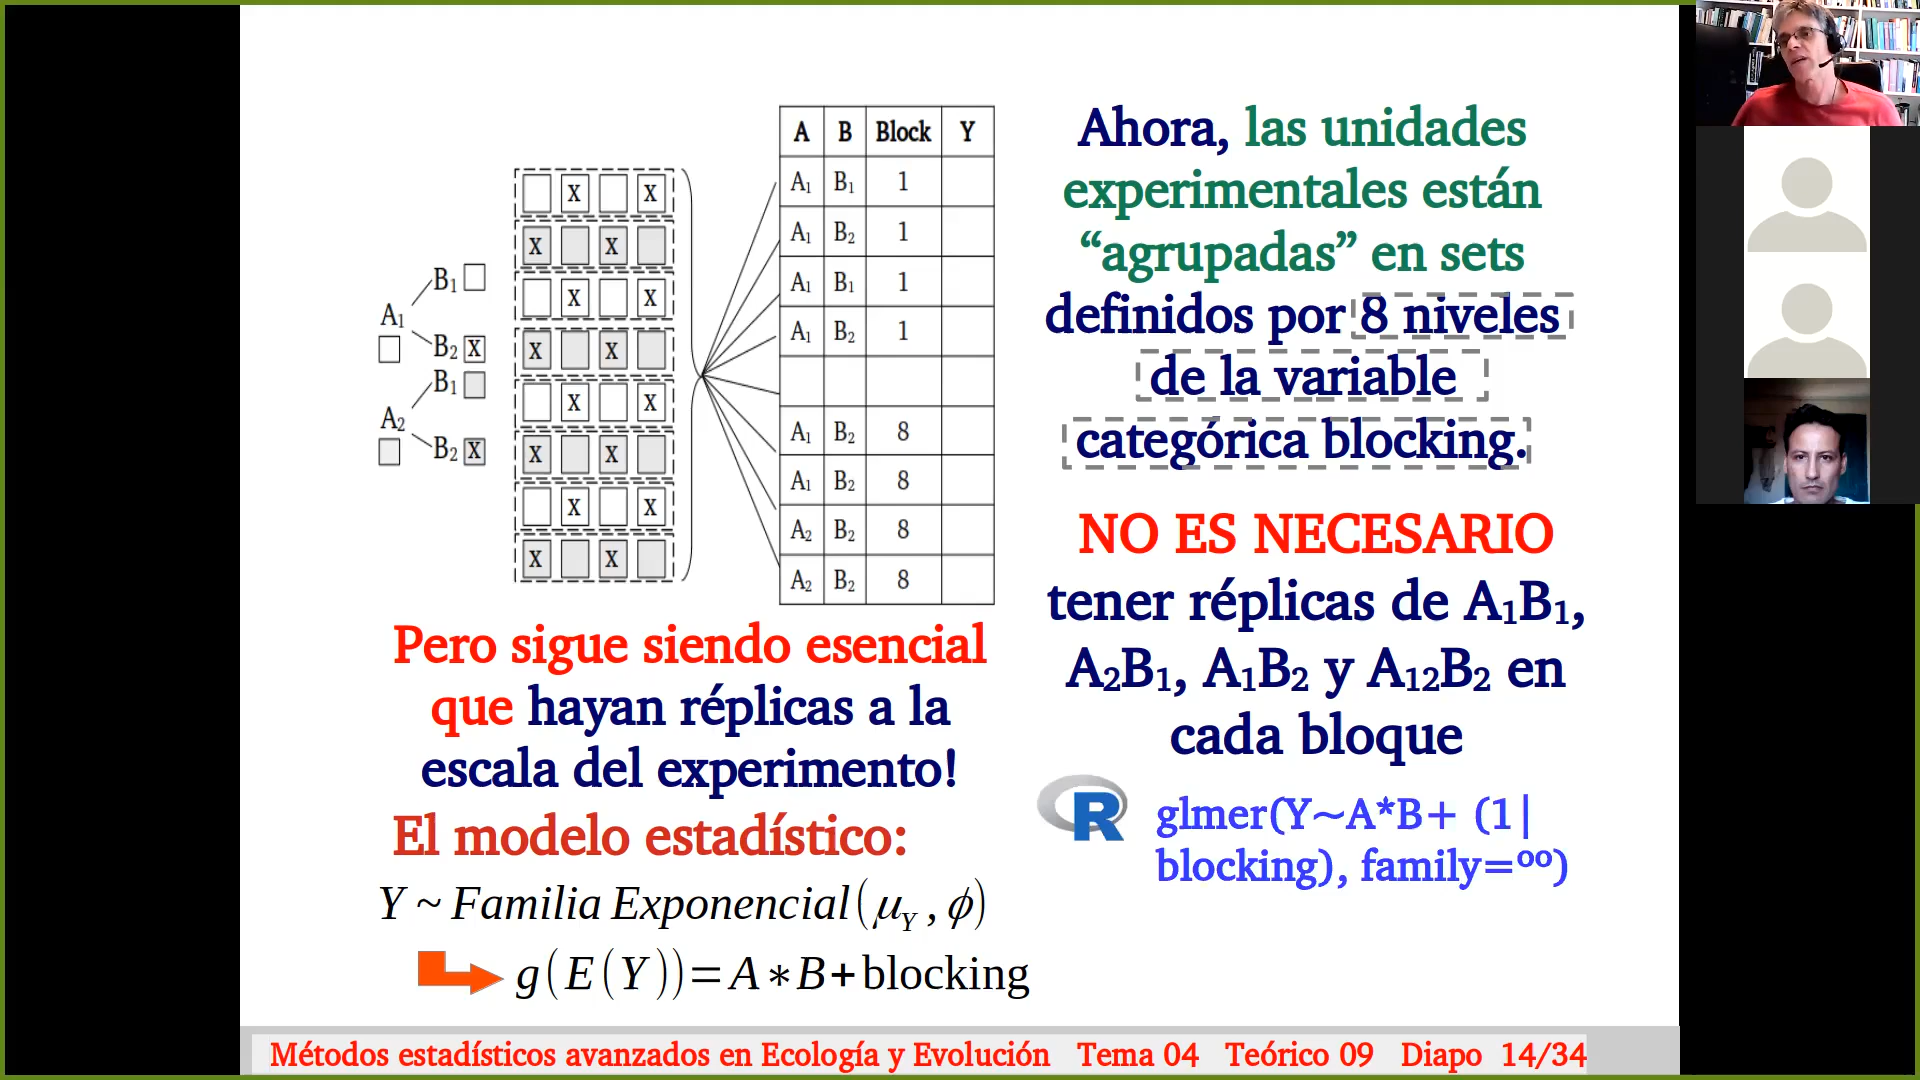 A B Block Y
A₁ B₁ 1
A₁ B₂ 1
A₁ B₁ 1
A₁ B₂ 1
A₁ B₂ 8
A₁ B₂ 8
A₂ B₂ 8
A₂ B₂ 8
x x
x x
x x
x x
x x
x x
x x
x x
B₁
A₁
B₂ x
B₁
A₂
B₂ x
Pero sigue siendo esencial
que hayan réplicas a la
escala del experimento!
El modelo estadístico:
Y ~ Familia Exponencial(μ_Y, ϕ)
g(E(Y))=A∗B+blocking
Ahora, las unidades
experimentales están
“agrupadas” en sets
definidos por 8 niveles
de la variable
categórica blocking.
NO ES NECESARIO
tener réplicas de A₁B₁,
A₂B₁, A₁B₂ y A₁₂B₂ en
cada bloque
R
glmer(Y~A*B+ (1|
blocking), family=ºº)
Métodos estadísticos avanzados en Ecología y Evolución Tema 04 Teórico 09 Diapo 14/34